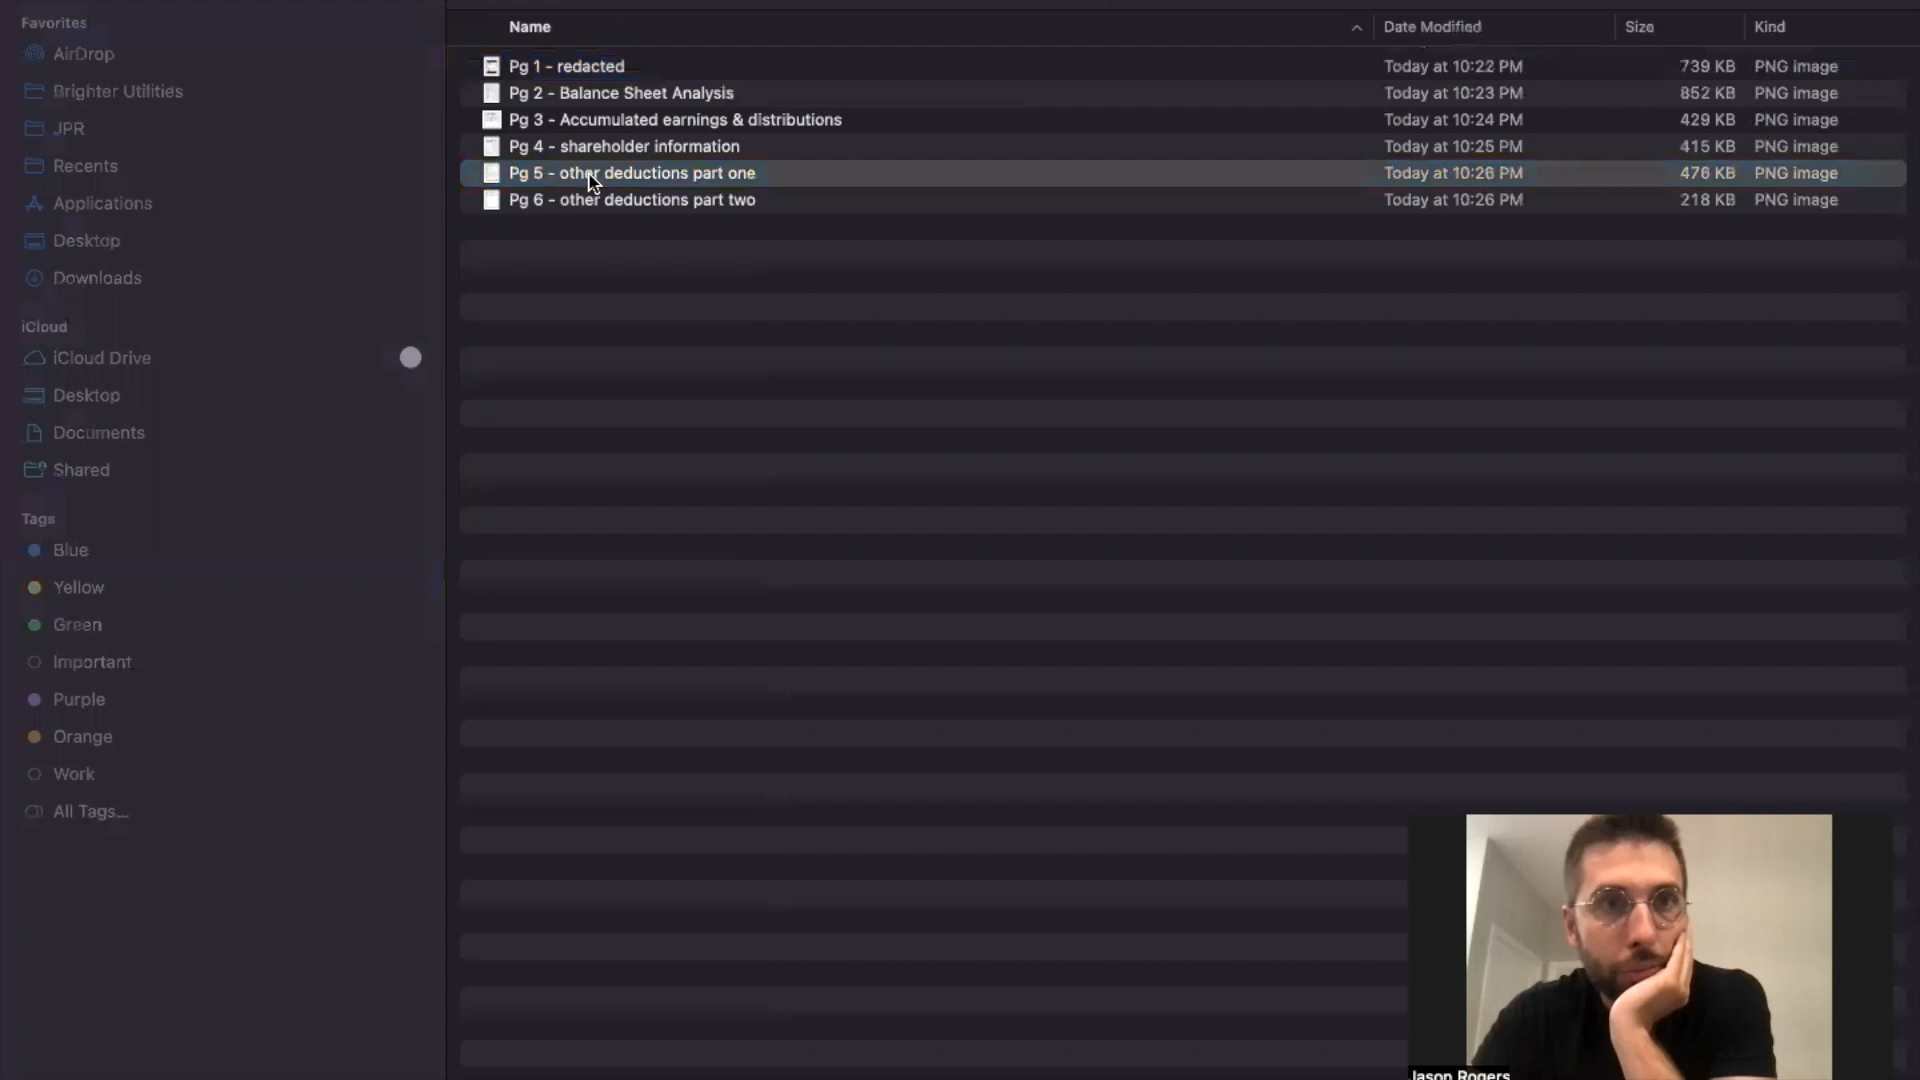 Favorites
AirDrop
Brighter Utilities
JPR
Recents
Applications
Desktop
Downloads
iCloud
iCloud Drive
Desktop
Documents
Shared
Tags
Blue
Yellow
Green
Important
Purple
Orange
Work
All Tags...
Name Date Modified Size Kind
Pg 1 - redacted Today at 10:22 PM 739 KB PNG image
Pg 2 - Balance Sheet Analysis Today at 10:23 PM 852 KB PNG image
Pg 3 - Accumulated earnings & distributions Today at 10:24 PM 429 KB PNG image
Pg 4 - shareholder information Today at 10:25 PM 415 KB PNG image
Pg 5 - other deductions part one Today at 10:26 PM 476 KB PNG image
Pg 6 - other deductions part two Today at 10:26 PM 218 KB PNG image
Jason Rogers